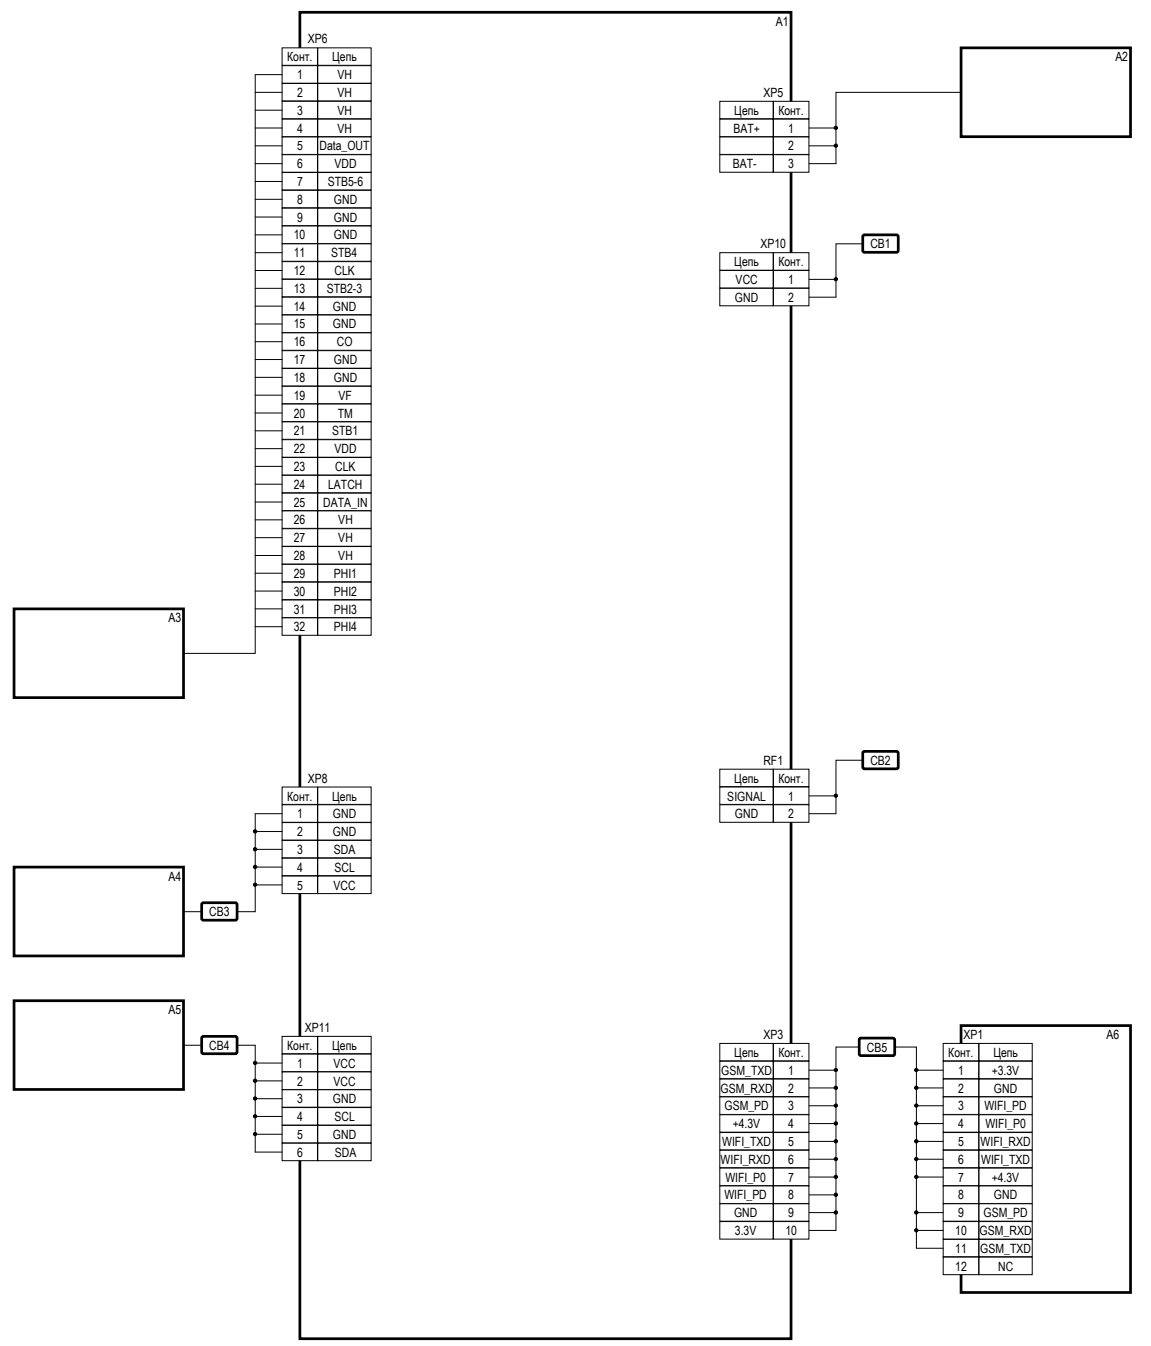 A1
XP6
Конт. Цепь
1 VH
2 VH
3 VH
4 VH
5 Data_OUT
6 VDD
7 STB5-6
8 GND
9 GND
10 GND
11 STB4
12 CLK
13 STB2-3
14 GND
15 GND
16 CO
17 GND
18 GND
19 VF
20 TM
21 STB1
22 VDD
23 CLK
24 LATCH
25 DATA_IN
26 VH
27 VH
28 VH
29 PHI1
30 PHI2
31 PHI3
32 PHI4
A2
XP5
Цепь Конт.
BAT+ 1
2
BAT- 3
XP10
CB1
Цепь Конт.
VCC 1
GND 2
A3
RF1
CB2
Цепь Конт.
SIGNAL 1
GND 2
XP8
Конт. Цепь
1 GND
2 GND
3 SDA
4 SCL
5 VCC
A4
CB3
A5
CB4
XP11
Конт. Цепь
1 VCC
2 VCC
3 GND
4 SCL
5 GND
6 SDA
XP3
Цепь Конт.
GSM_TXD 1
GSM_RXD 2
GSM_PD 3
+4.3V 4
WIFI_TXD 5
WIFI_RXD 6
WIFI_P0 7
WIFI_PD 8
GND 9
3.3V 10
CB5
XP1 A6
Конт. Цепь
1 +3.3V
2 GND
3 WIFI_PD
4 WIFI_P0
5 WIFI_RXD
6 WIFI_TXD
7 +4.3V
8 GND
9 GSM_PD
10 GSM_RXD
11 GSM_TXD
12 NC